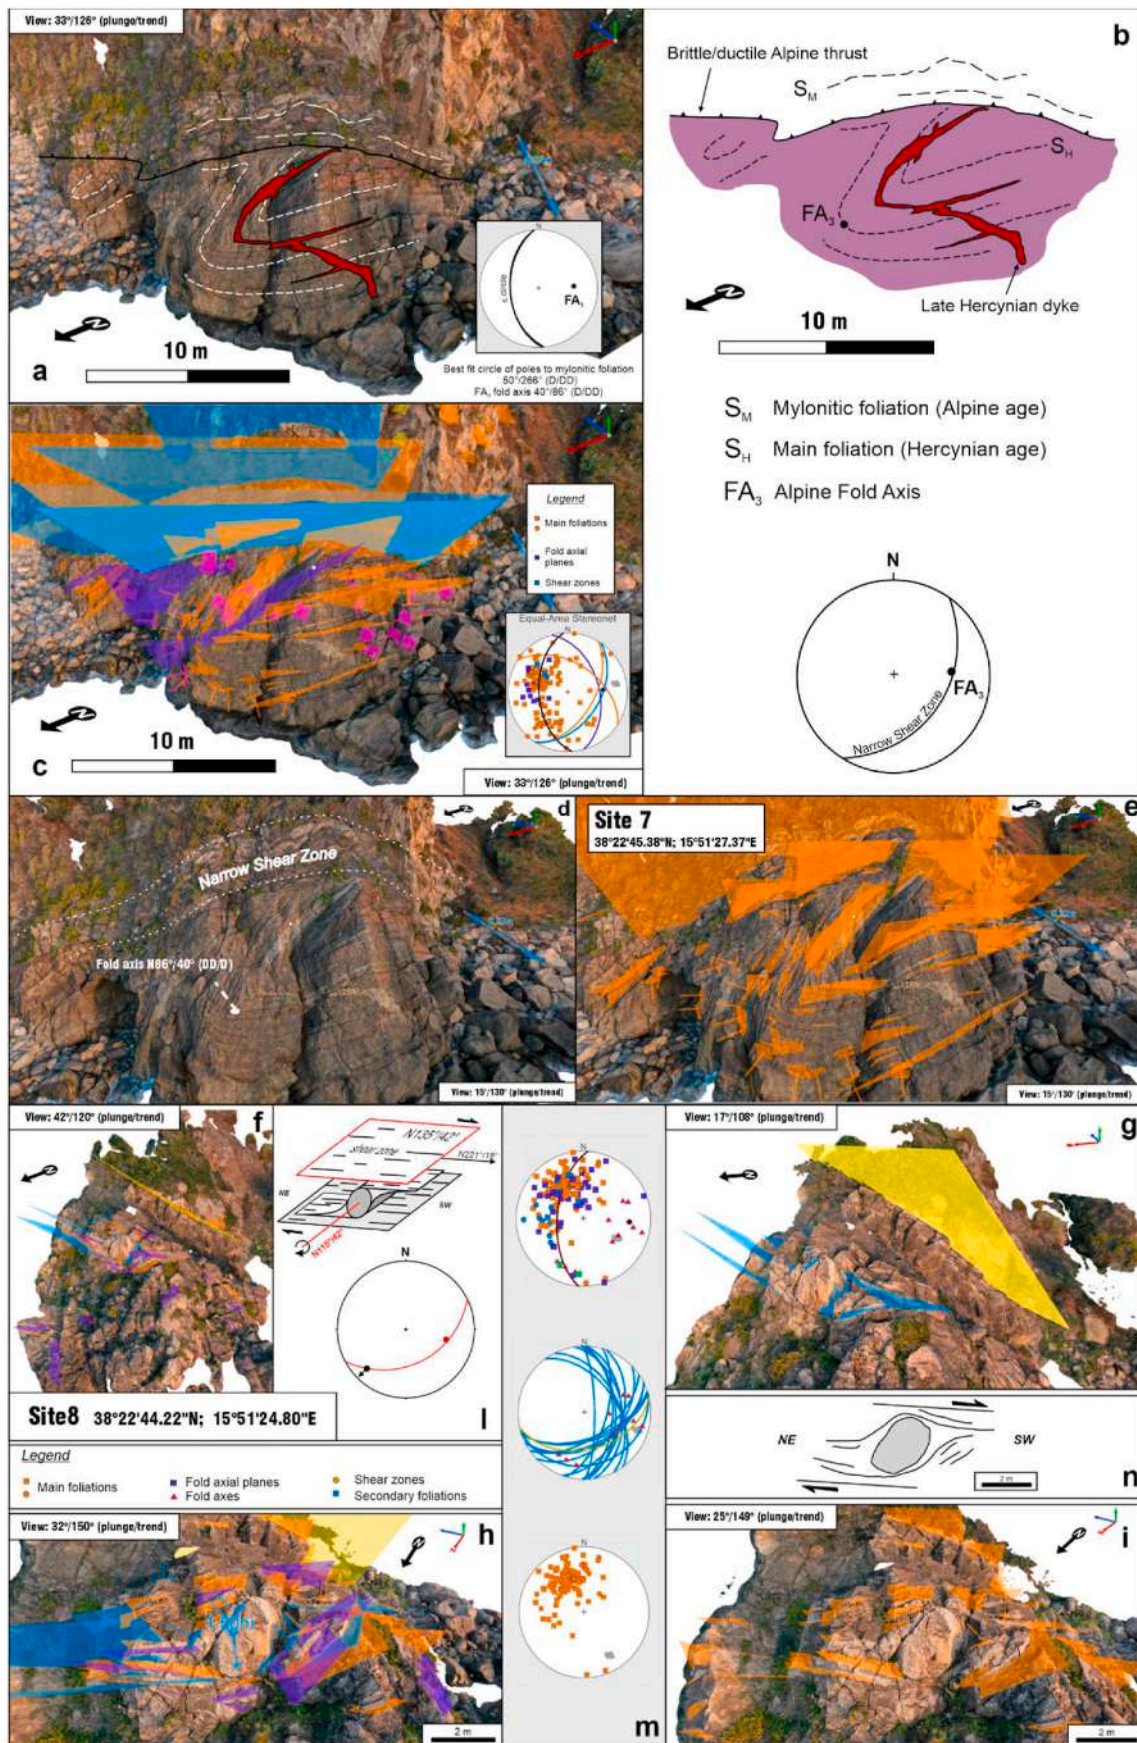 View: 33°/126° (plunge/trend)
b
Brittle/ductile Alpine thrust
SM
SH
FA3
Late Hercynian dyke
N
10 m
N
ε circle
FA3
N
10 m
a
Best fit circle of poles to mylonitic foliation
50°/266° (D/DD)
FA3 fold axis 40°/86° (D/DD)
SM Mylonitic foliation (Alpine age)
SH Main foliation (Hercynian age)
FA3 Alpine Fold Axis
Legend
Main foliations
Fold axial
planes
Shear zones
Equal-Area Stereonet
N
N
c
10 m
View: 33°/126° (plunge/trend)
N
FA3
Narrow Shear Zone
d
N
Narrow Shear Zone
Fold axis N86°/40° (DD/D)
View: 15°/130° (plunge/trend)
Site 7
38°22'45.38"N; 15°51'27.37"E
N
e
View: 15°/130° (plunge/trend)
View: 42°/120° (plunge/trend)
f
N
N135°/42°
shear zone
N221°/18°
NE
SW
N115°/42°
N
l
Site8 38°22'44.22"N; 15°51'24.80"E
N
N
m
View: 17°/108° (plunge/trend)
g
N
NE
SW
2 m
n
Legend
Main foliations
Fold axial planes
Fold axes
Shear zones
Secondary foliations
View: 32°/150° (plunge/trend)
h
N
2 m
View: 25°/149° (plunge/trend)
i
N
2 m